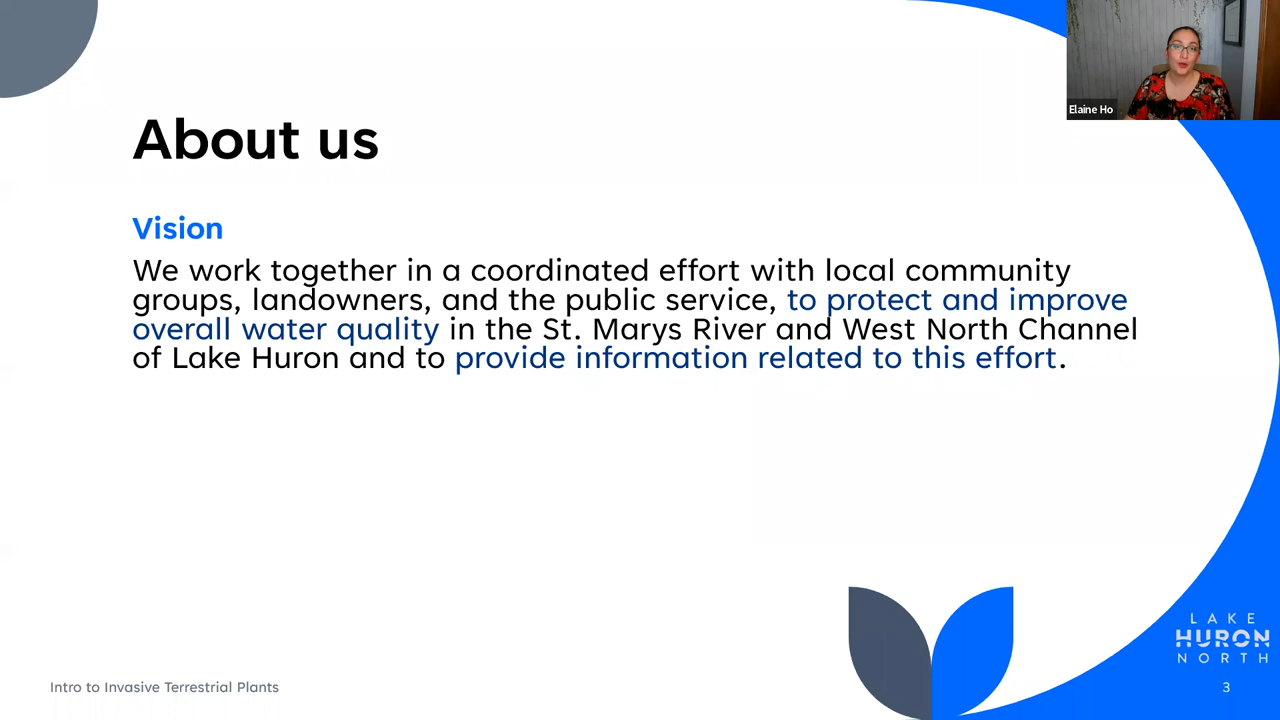 Elaine Ho
About us
Vision
We work together in a coordinated effort with local community
groups, landowners, and the public service, to protect and improve
overall water quality in the St. Marys River and West North Channel
of Lake Huron and to provide information related to this effort.
LAKE
HURON
NORTH
Intro to Invasive Terrestrial Plants
3